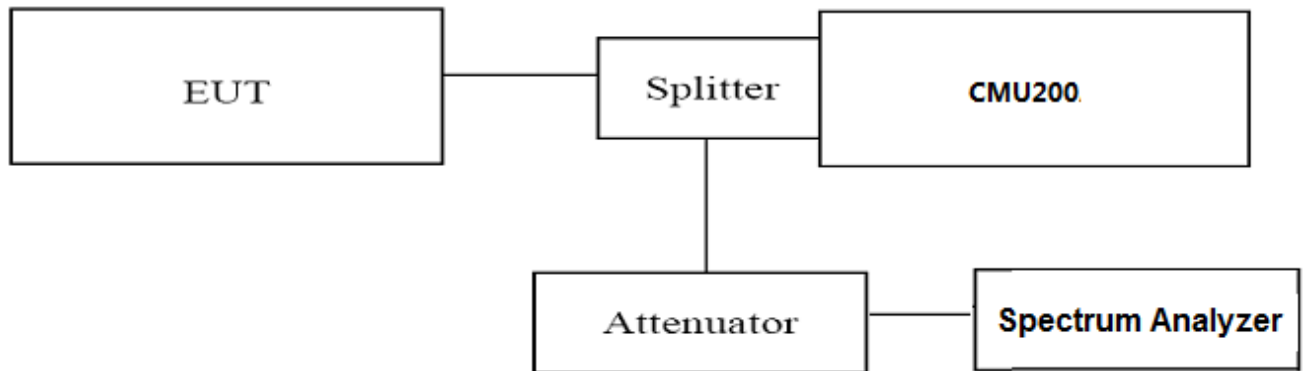 EUT
Splitter
CMU200
Attenuator
Spectrum Analyzer